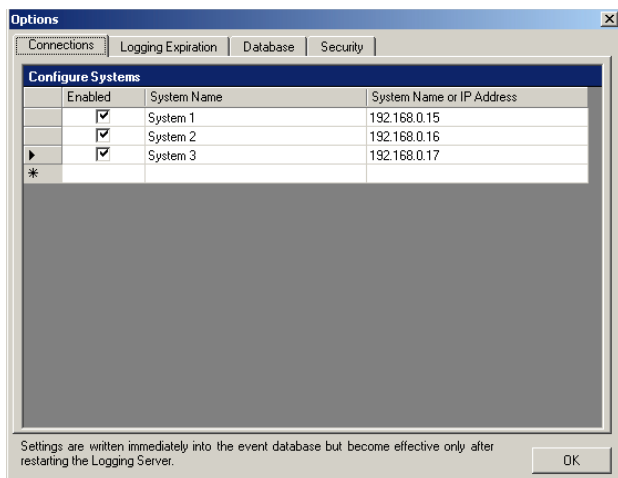 Options
Connections Logging Expiration Database Security
Configure Systems
Enabled System Name System Name or IP Address
System 1 192.168.0.15
System 2 192.168.0.16
System 3 192.168.0.17
Settings are written immediately into the event database but become effective only after
restarting the Logging Server.
OK